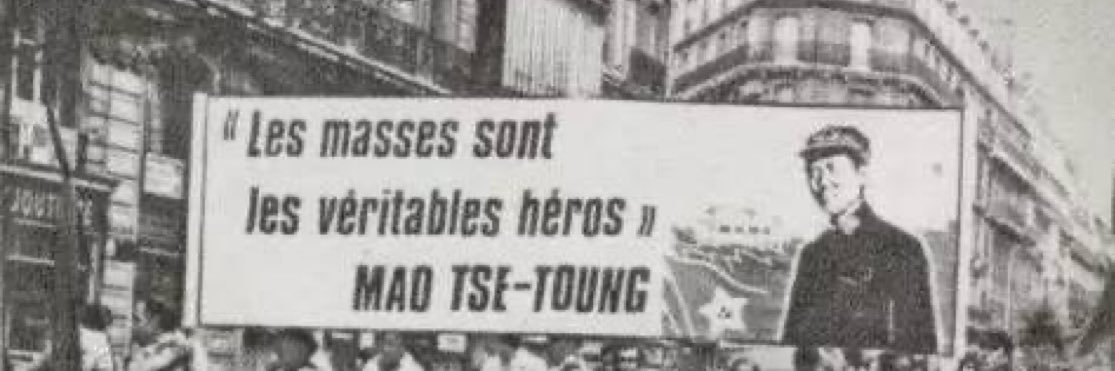 « Les masses sont
les véritables héros »
MAO TSE-TOUNG